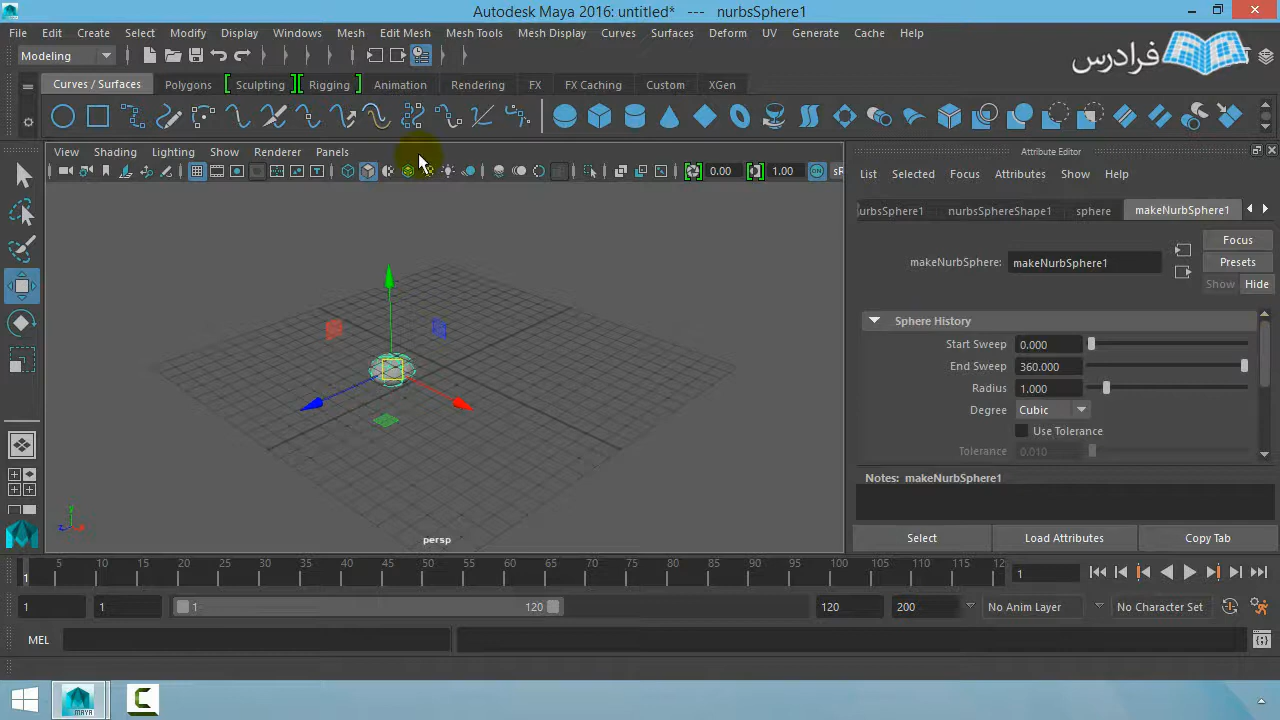 Autodesk Maya 2016: untitled* --- nurbsSphere1
File Edit Create Select Modify Display Windows Mesh Edit Mesh Mesh Tools Mesh Display Curves Surfaces Deform UV Generate Cache Help
Modeling
فرادرس
Curves / Surfaces Polygons Sculpting Rigging Animation Rendering FX FX Caching Custom XGen
View Shading Lighting Show Renderer Panels
0.00 1.00 sR
Attribute Editor
List Selected Focus Attributes Show Help
urbsSphere1 nurbsSphereShape1 sphere makeNurbSphere1
makeNurbSphere: makeNurbSphere1
Focus
Presets
Show Hide
Sphere History
Start Sweep 0.000
End Sweep 360.000
Radius 1.000
Degree Cubic
Use Tolerance
Tolerance 0.010
Notes: makeNurbSphere1
Select Load Attributes Copy Tab
y
z x
persp
5 10 15 20 25 30 35 40 45 50 55 60 65 70 75 80 85 90 95 100 105 110 115 12
1 1
1 1 1 120 120 200 No Anim Layer No Character Set
MEL
MAYA